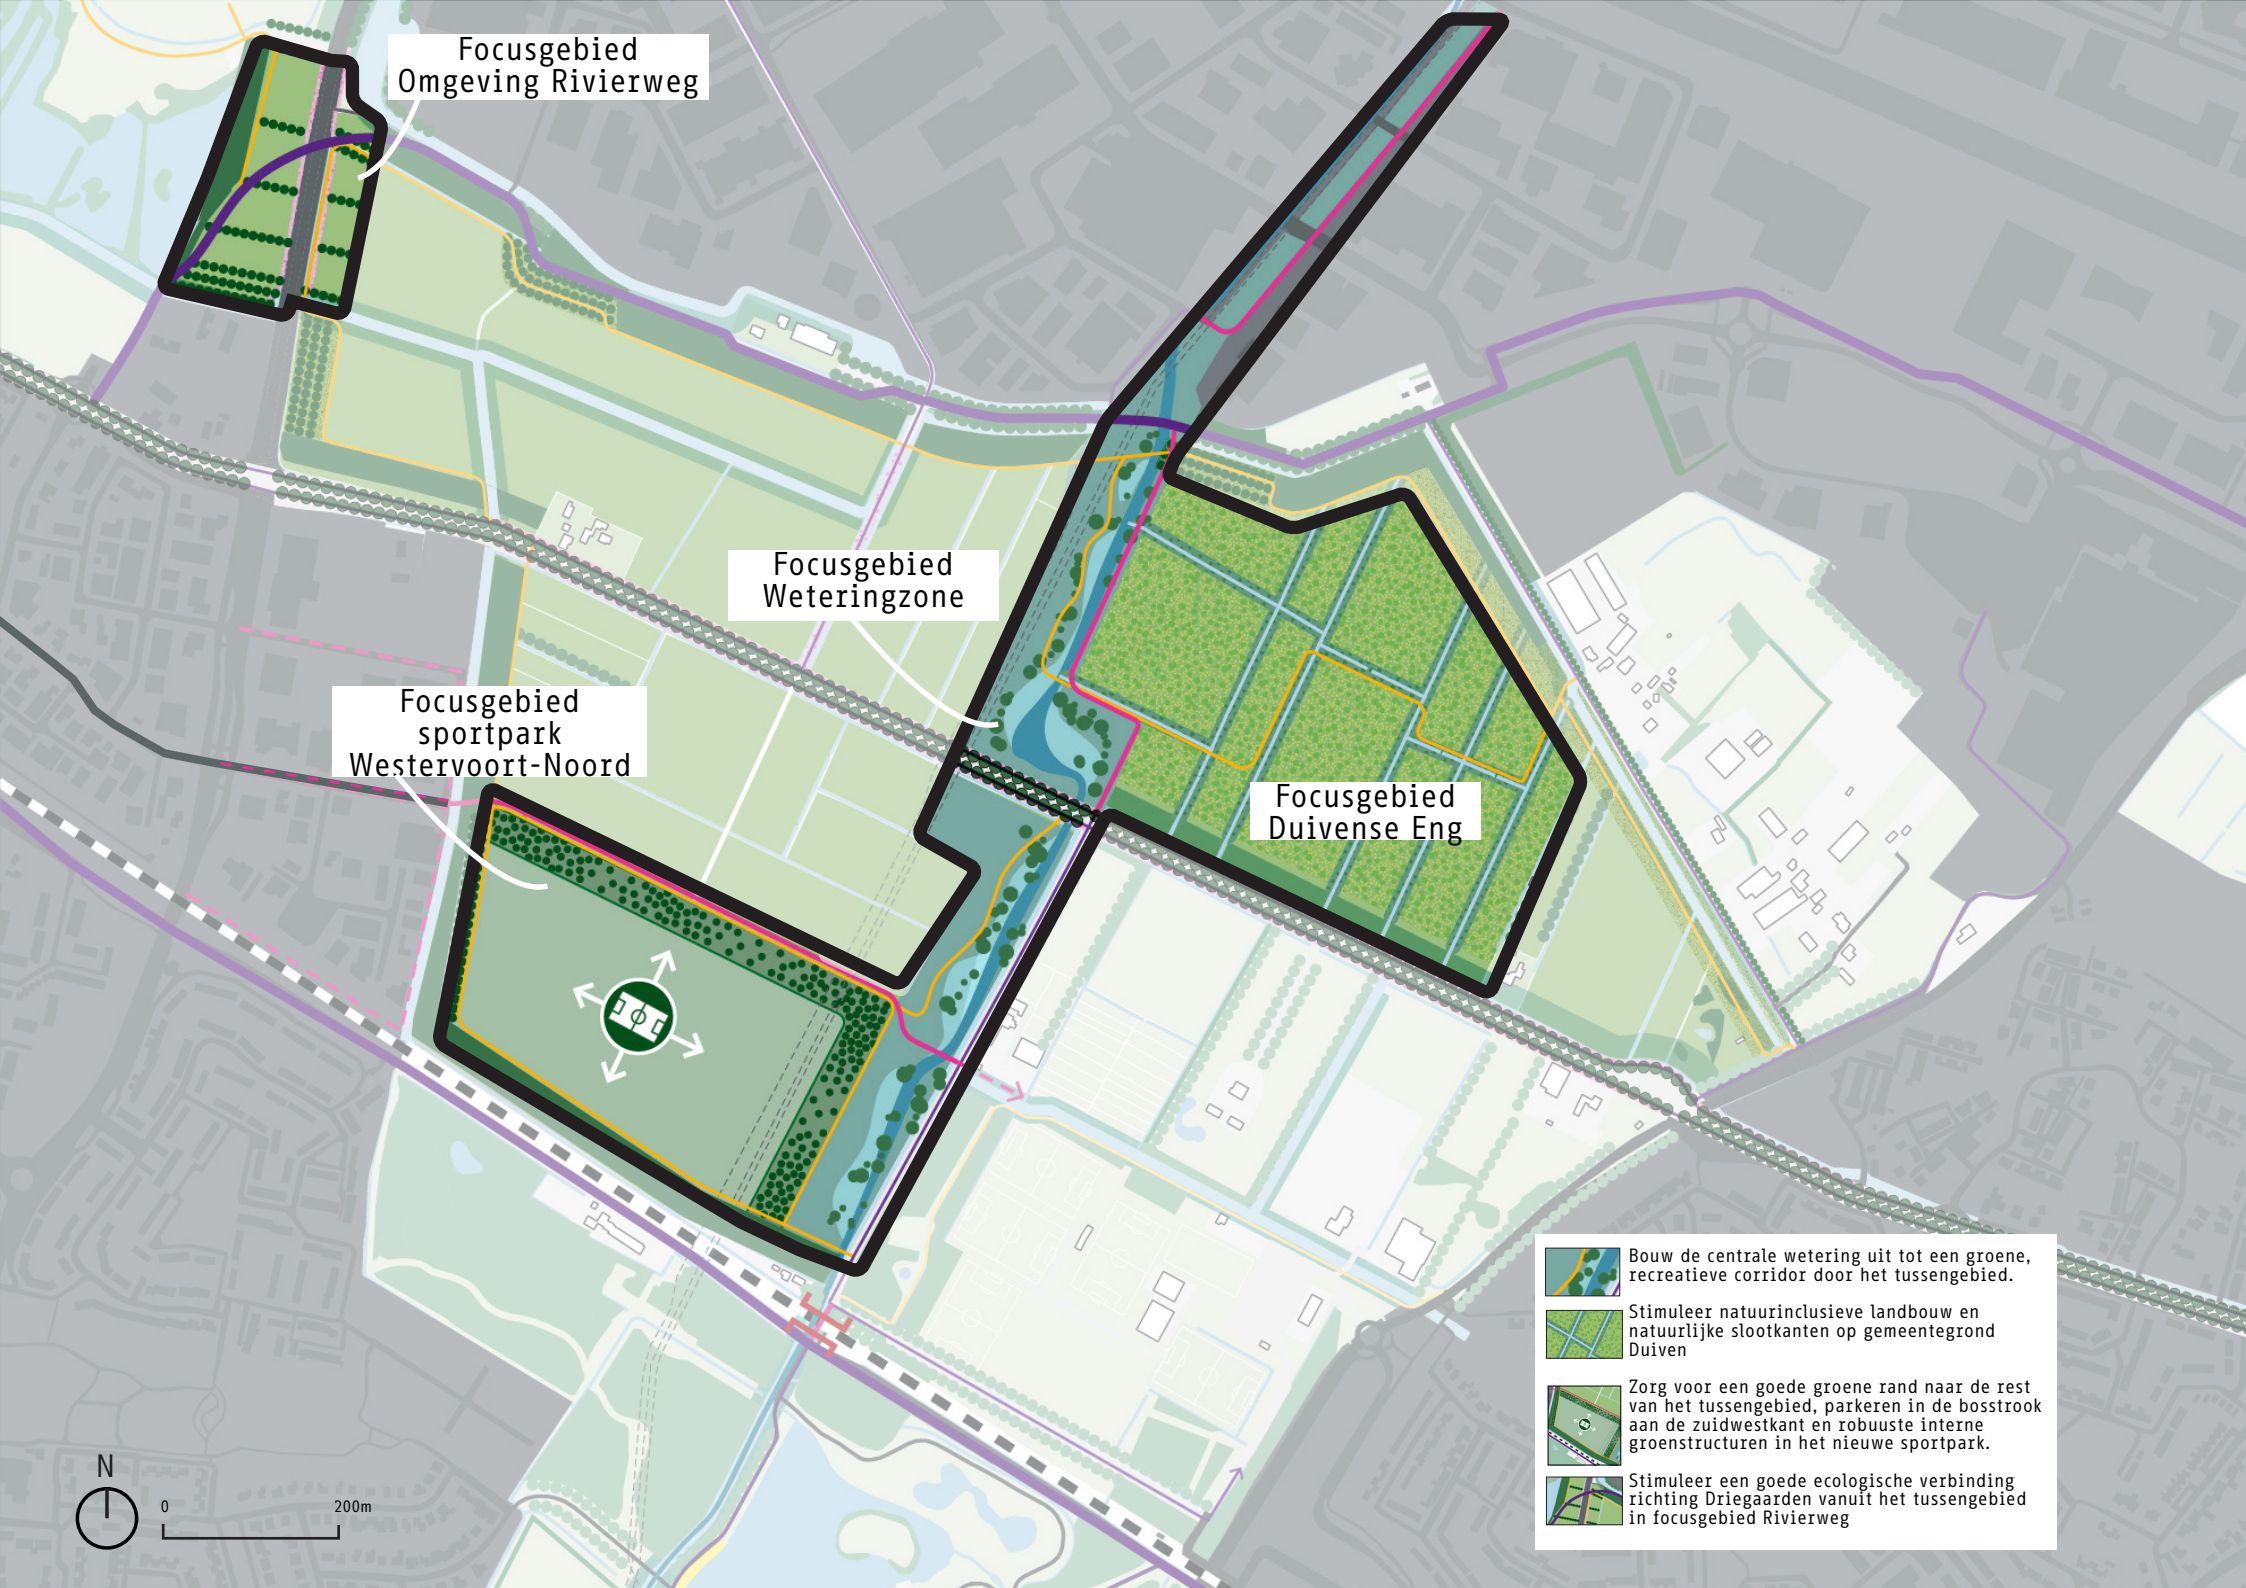 Focusgebied
Omgeving Rivierweg
Focusgebied
Weteringzone
Focusgebied
sportpark
Westervoort-Noord
Focusgebied
Duivense Eng
Bouw de centrale wetering uit tot een groene,
recreatieve corridor door het tussengebied.
Stimuleer natuurinclusieve landbouw en
natuurlijke slootkanten op gemeentegrond
Duiven
Zorg voor een goede groene rand naar de rest
van het tussengebied, parkeren in de bosstrook
aan de zuidwestkant en robuuste interne
groenstructuren in het nieuwe sportpark.
Stimuleer een goede ecologische verbinding
richting Driegaarden vanuit het tussengebied
in focusgebied Rivierweg
N
0 200m